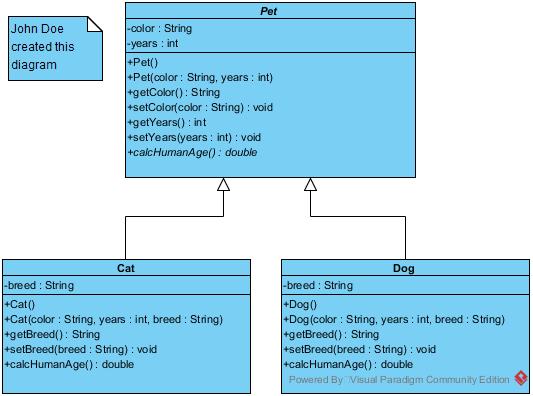 John Doe
created this
diagram
Pet
-color : String
-years : int
+Pet()
+Pet(color : String, years : int)
+getColor() : String
+setColor(color : String) : void
+getYears() : int
+setYears(years : int) : void
+calcHumanAge() : double
Cat
-breed : String
+Cat()
+Cat(color : String, years : int, breed : String)
+getBreed() : String
+setBreed(breed : String) : void
+calcHumanAge() : double
Dog
-breed : String
+Dog()
+Dog(color : String, years : int, breed : String)
+getBreed() : String
+setBreed(breed : String) : void
+calcHumanAge() : double
Powered By Visual Paradigm Community Edition